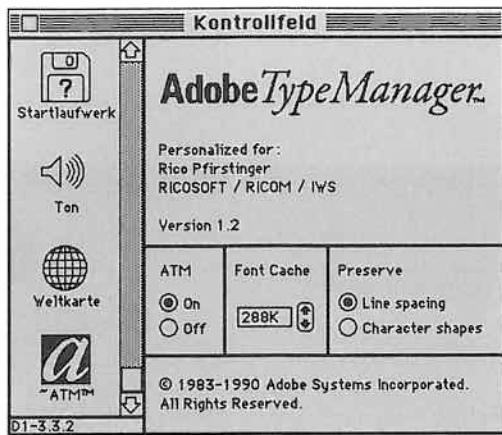 Kontrollfeld
0
?
Startlaufwerk
Ton
Weltkarte
a
~ATM™
D1-3.3.2
Adobe TypeManager™
Personalized for:
Rico Pfirstinger
RICOSOFT / RICOM / IWS
Version 1.2
ATM
On
Off
Font Cache
288K
Preserve
Line spacing
Character shapes
© 1983-1990 Adobe Systems Incorporated.
All Rights Reserved.